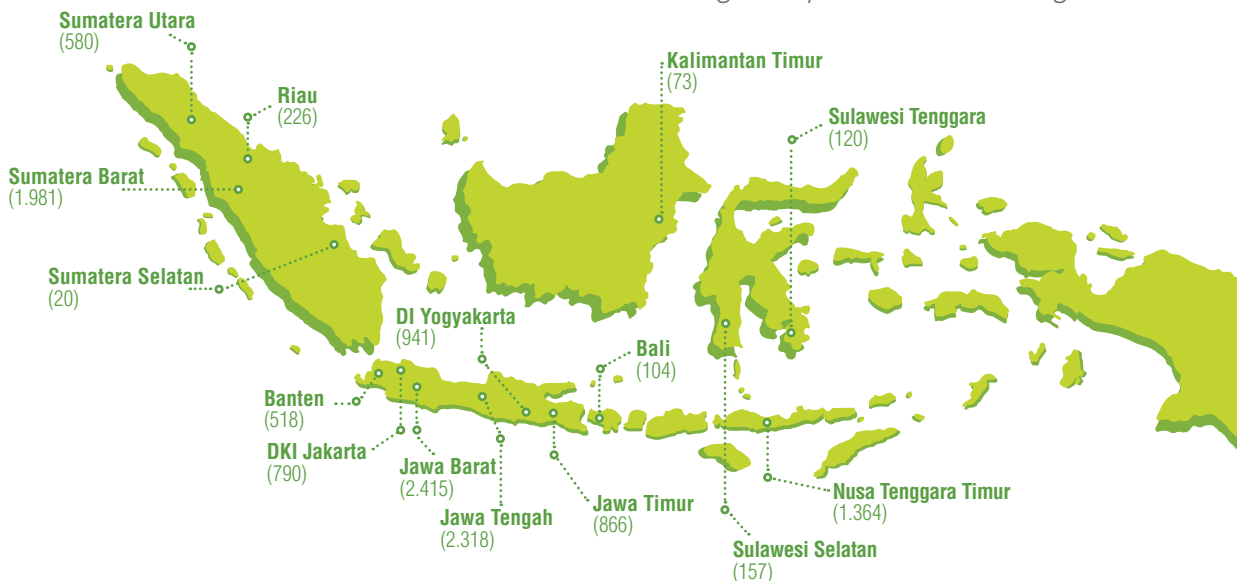 Sumatera Utara
(580)
Riau
(226)
Kalimantan Timur
(73)
Sulawesi Tenggara
(120)
Sumatera Barat
(1.981)
Sumatera Selatan
(20)
DI Yogyakarta
(941)
Bali
(104)
Banten
(518)
DKI Jakarta
(790)
Jawa Barat
(2.415)
Jawa Tengah
(2.318)
Jawa Timur
(866)
Nusa Tenggara Timur
(1.364)
Sulawesi Selatan
(157)